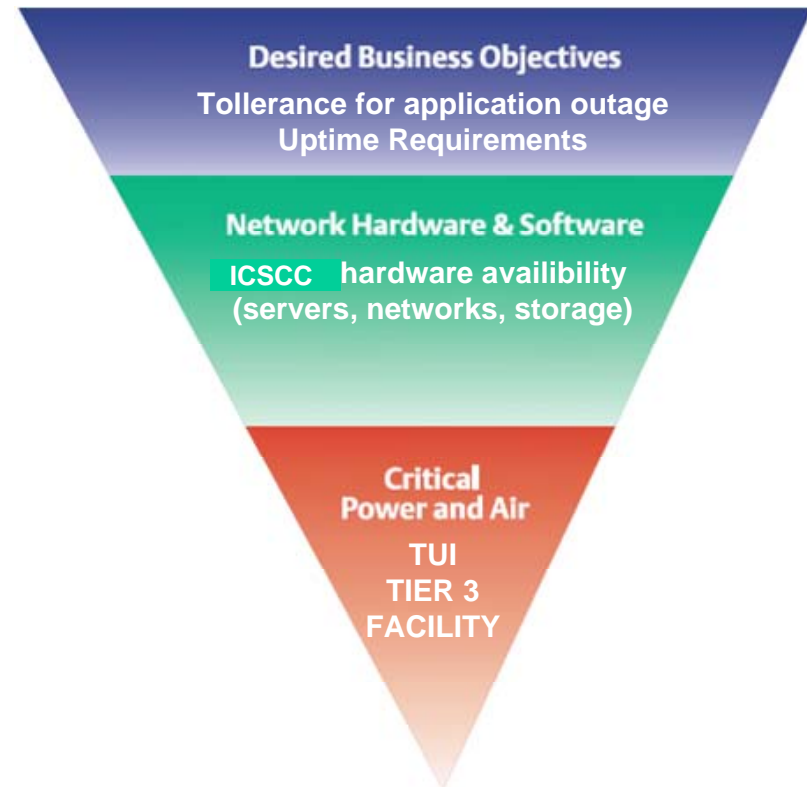 Desired Business Objectives
Tollerance for application outage
Uptime Requirements
Network Hardware & Software
ICSCC hardware availibility
(servers, networks, storage)
Critical
Power and Air
TUI
TIER 3
FACILITY